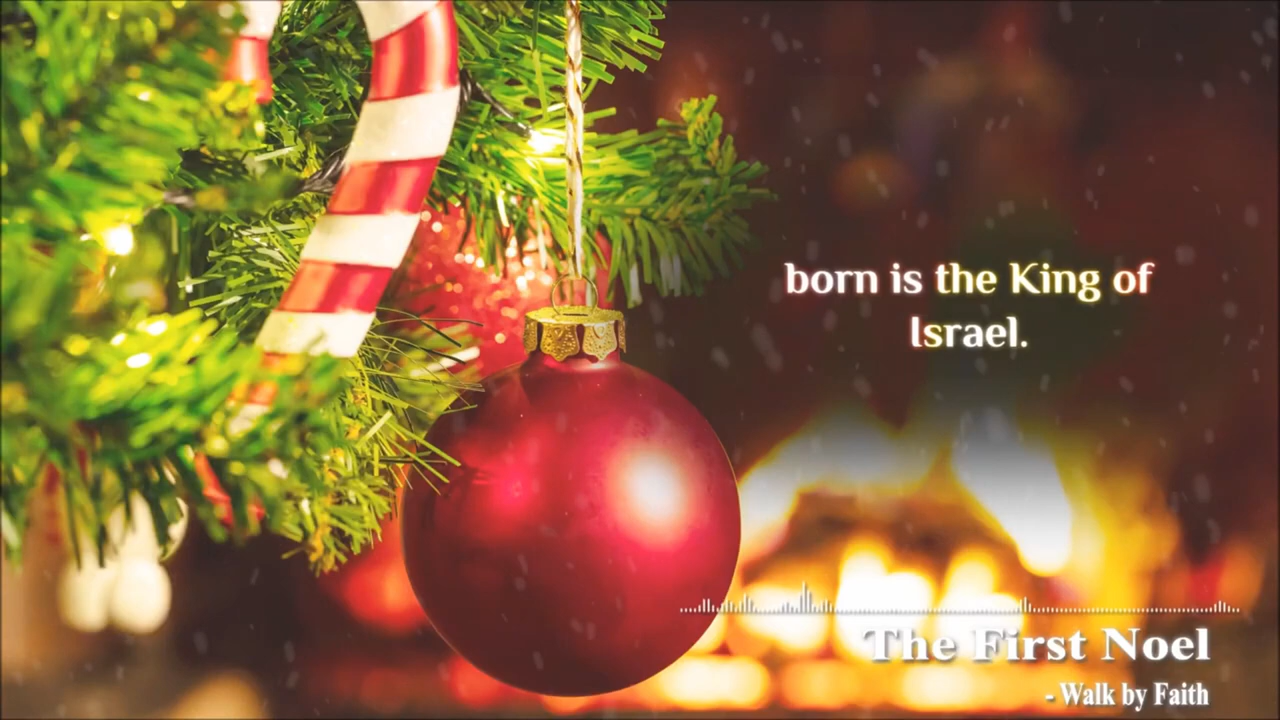 born is the King of
Israel.
The First Noel
- Walk by Faith